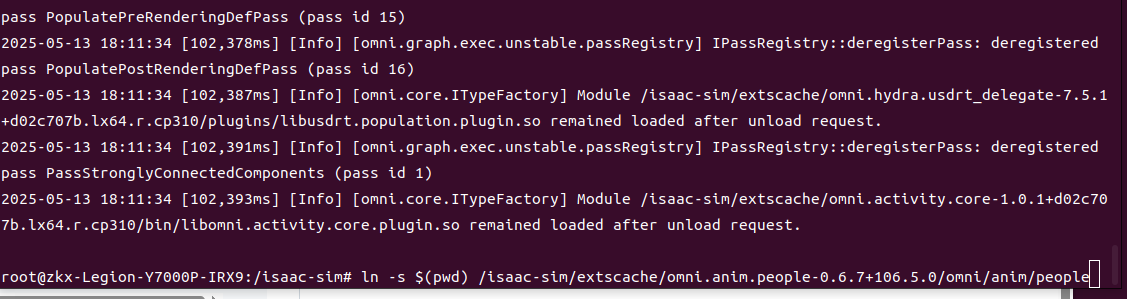 pass PopulatePreRenderingDefPass (pass id 15)
2025-05-13 18:11:34 [102,378ms] [Info] [omni.graph.exec.unstable.passRegistry] IPassRegistry::deregisterPass: deregistered
pass PopulatePostRenderingDefPass (pass id 16)
2025-05-13 18:11:34 [102,387ms] [Info] [omni.core.ITypeFactory] Module /isaac-sim/extscache/omni.hydra.usdrt_delegate-7.5.1
+d02c707b.lx64.r.cp310/plugins/libusdrt.population.plugin.so remained loaded after unload request.
2025-05-13 18:11:34 [102,391ms] [Info] [omni.graph.exec.unstable.passRegistry] IPassRegistry::deregisterPass: deregistered
pass PassStronglyConnectedComponents (pass id 1)
2025-05-13 18:11:34 [102,393ms] [Info] [omni.core.ITypeFactory] Module /isaac-sim/extscache/omni.activity.core-1.0.1+d02c70
7b.lx64.r.cp310/bin/libomni.activity.core.plugin.so remained loaded after unload request.
root@zkx-Legion-Y7000P-IRX9:/isaac-sim# ln -s $(pwd) /isaac-sim/extscache/omni.anim.people-0.6.7+106.5.0/omni/anim/people